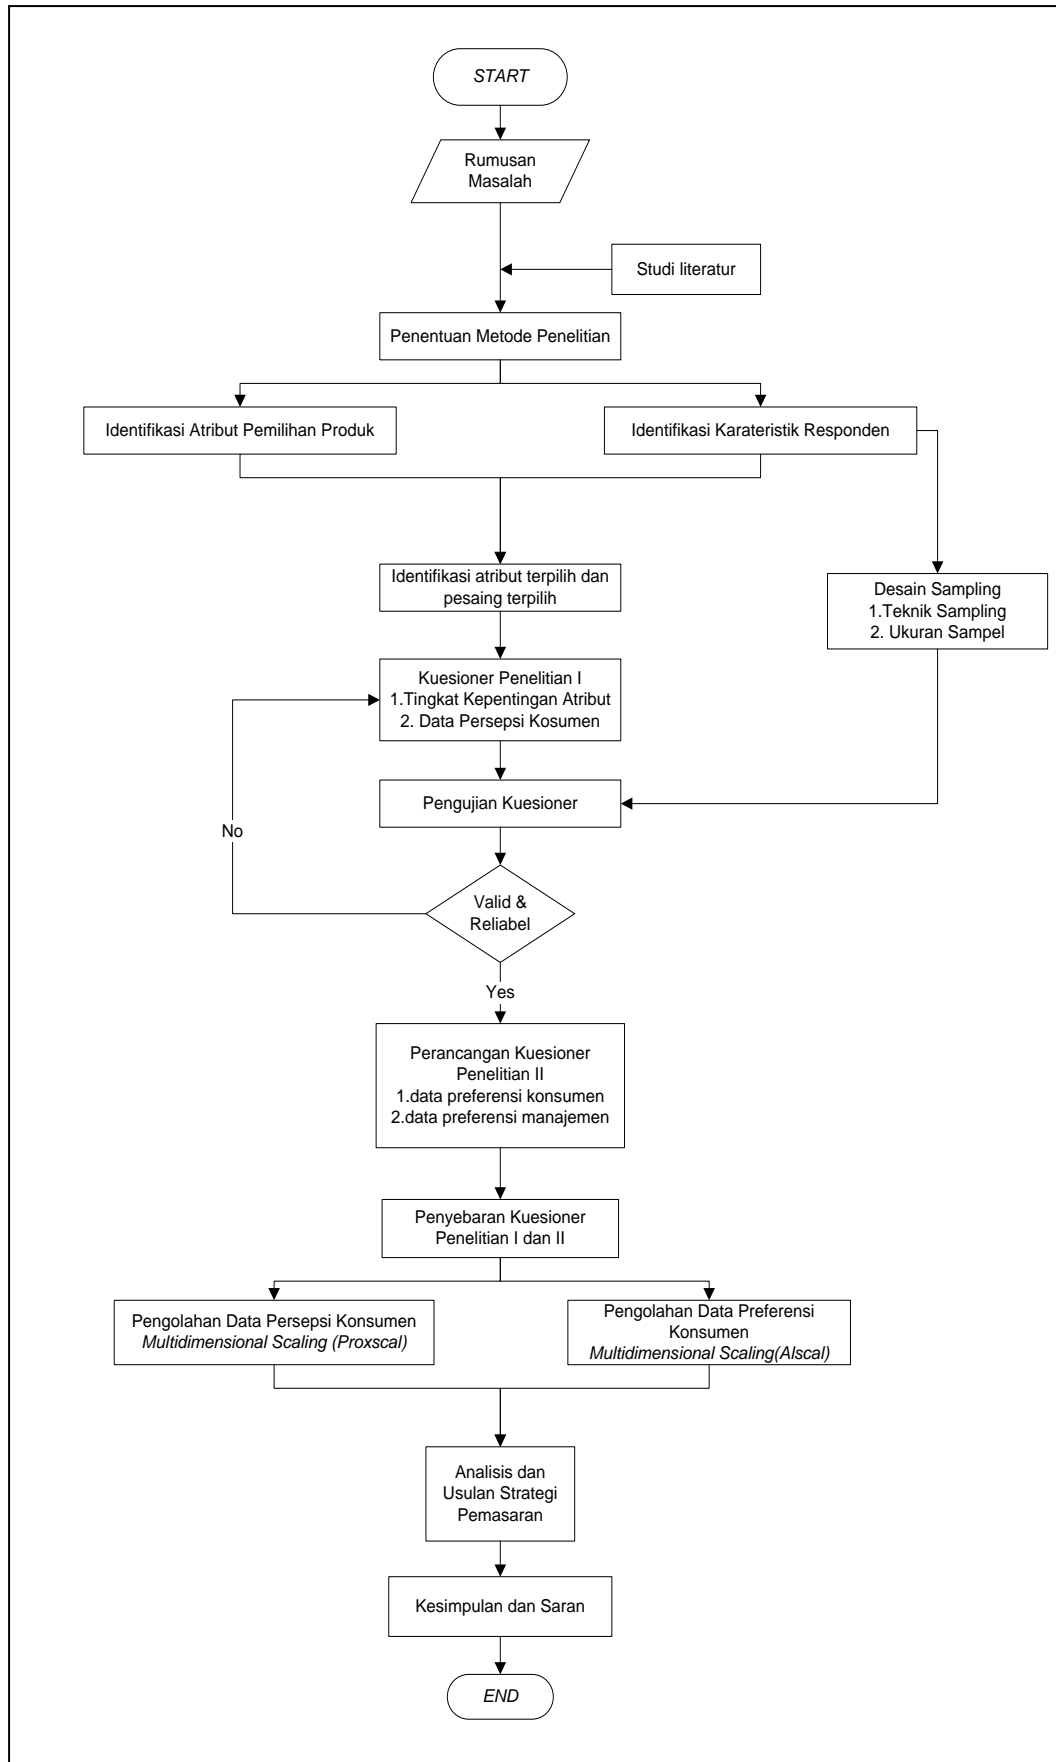 START
Rumusan
Masalah
Studi literatur
Penentuan Metode Penelitian
Identifikasi Atribut Pemilihan Produk
Identifikasi Karateristik Responden
Identifikasi atribut terpilih dan
pesaing terpilih
Desain Sampling
1.Teknik Sampling
2. Ukuran Sampel
Kuesioner Penelitian I
1.Tingkat Kepentingan Atribut
2. Data Persepsi Kosumen
Pengujian Kuesioner
No
Valid &
Reliabel
Yes
Perancangan Kuesioner
Penelitian II
1.data preferensi konsumen
2.data preferensi manajemen
Penyebaran Kuesioner
Penelitian I dan II
Pengolahan Data Persepsi Konsumen
Multidimensional Scaling (Proxscal)
Pengolahan Data Preferensi
Konsumen
Multidimensional Scaling(Alscal)
Analisis dan
Usulan Strategi
Pemasaran
Kesimpulan dan Saran
END